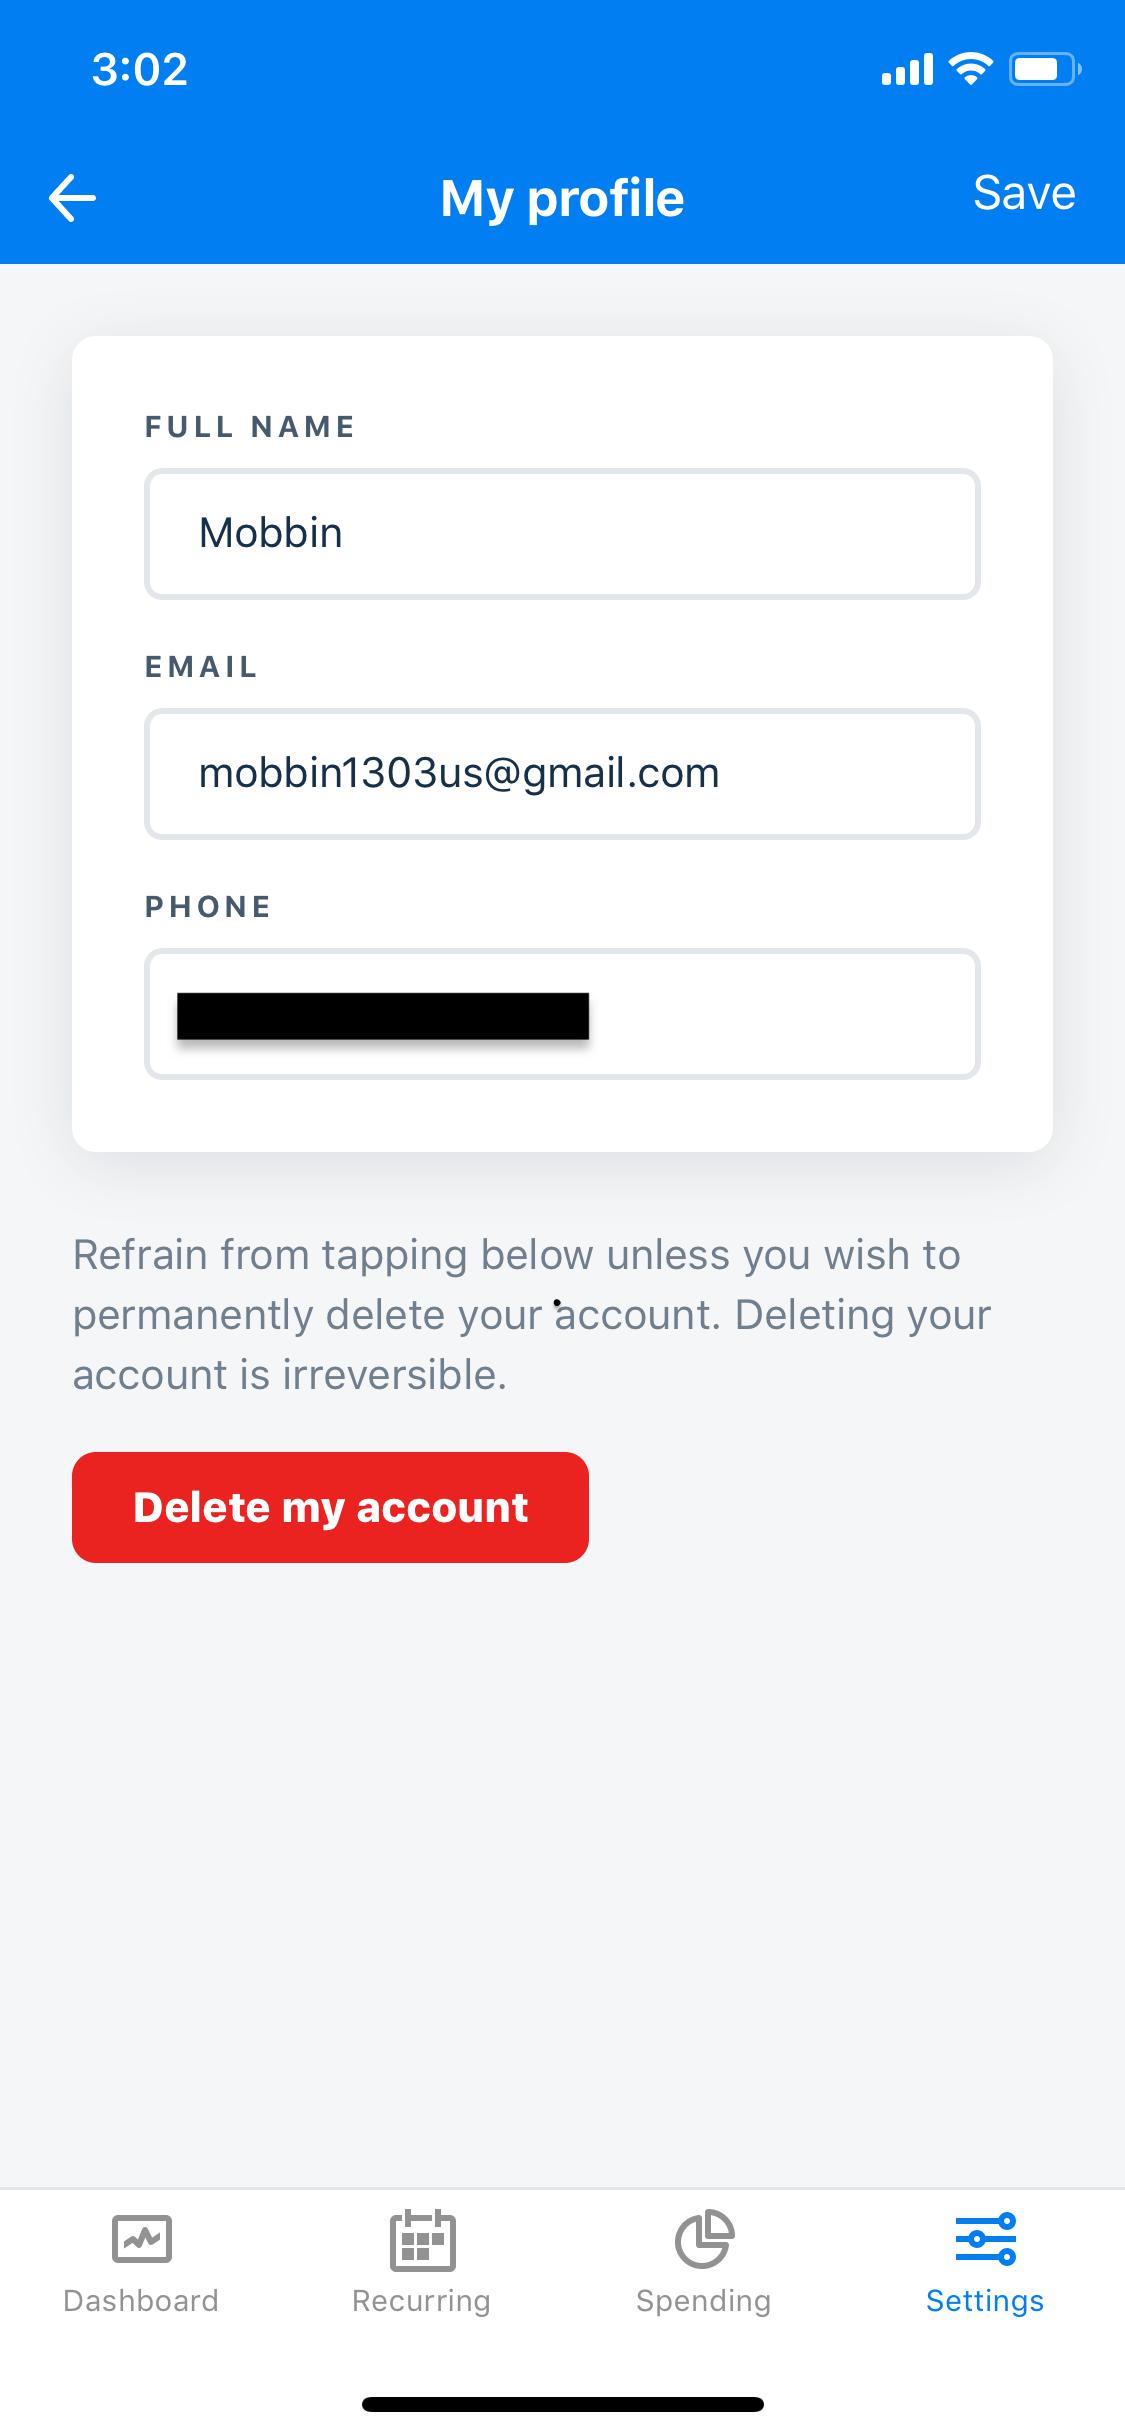 3:02
My profile
Save
FULL NAME
Mobbin
EMAIL
mobbin1303us@gmail.com
PHONE
Refrain from tapping below unless you wish to
permanently delete your account. Deleting your
account is irreversible.
Delete my account
Dashboard
Recurring
Spending
Settings